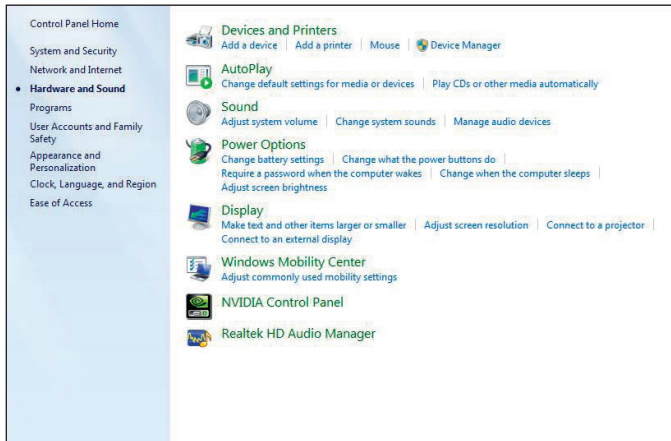 Control Panel Home
System and Security
Network and Internet
Hardware and Sound
Programs
User Accounts and Family
Safety
Appearance and
Personalization
Clock, Language, and Region
Ease of Access
Devices and Printers
Add a device | Add a printer | Mouse | Device Manager
AutoPlay
Change default settings for media or devices | Play CDs or other media automatically
Sound
Adjust system volume | Change system sounds | Manage audio devices
Power Options
Change battery settings | Change what the power buttons do |
Require a password when the computer wakes | Change when the computer sleeps |
Adjust screen brightness
Display
Make text and other items larger or smaller | Adjust screen resolution | Connect to a projector |
Connect to an external display
Windows Mobility Center
Adjust commonly used mobility settings
NVIDIA Control Panel
Realtek HD Audio Manager